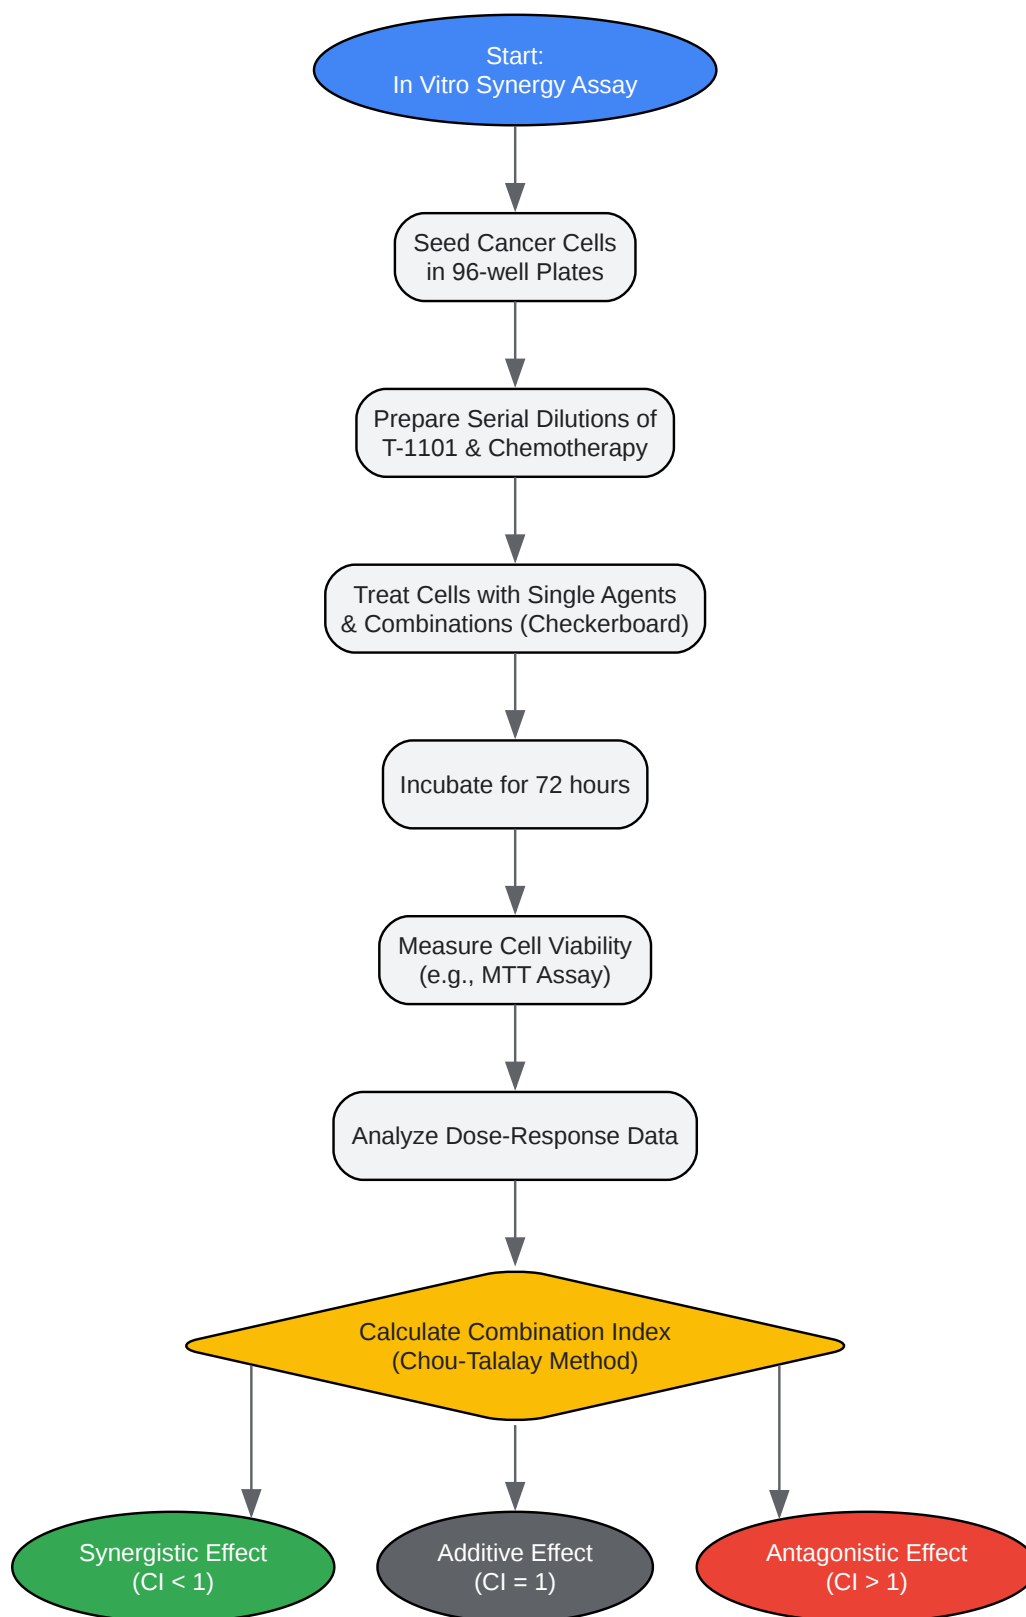 Start:
In Vitro Synergy Assay
Seed Cancer Cells
in 96-well Plates
Prepare Serial Dilutions of
T-1101 & Chemotherapy
Treat Cells with Single Agents
& Combinations (Checkerboard)
Incubate for 72 hours
Measure Cell Viability
(e.g., MTT Assay)
Analyze Dose-Response Data
Calculate Combination Index
(Chou-Talalay Method)
Synergistic Effect
(CI < 1)
Additive Effect
(CI = 1)
Antagonistic Effect
(CI > 1)